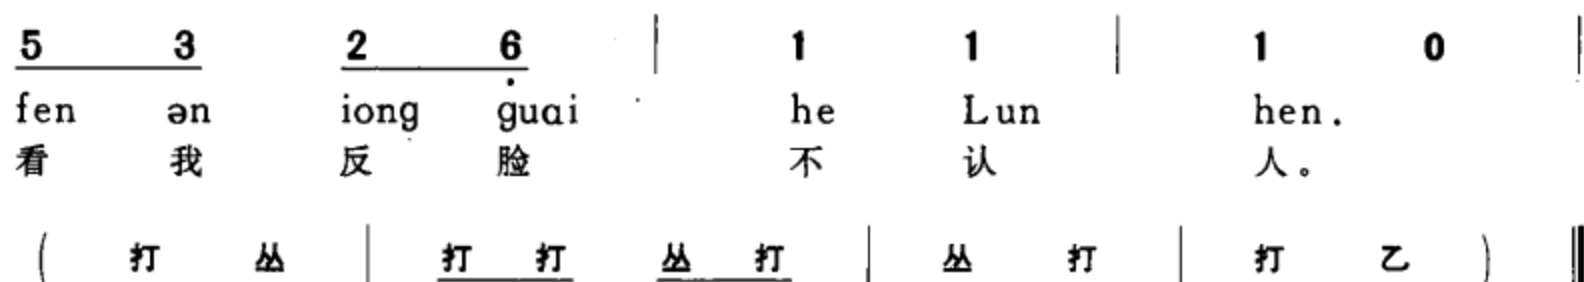 5 3 2 6̣ | 1 1 | 1 0 |
fen ən iong guai he Lun hen.
看 我 反 脸 不 认 人。
( 打 丛 | 打 打 丛 打 | 丛 打 | 打 乙 ) ‖